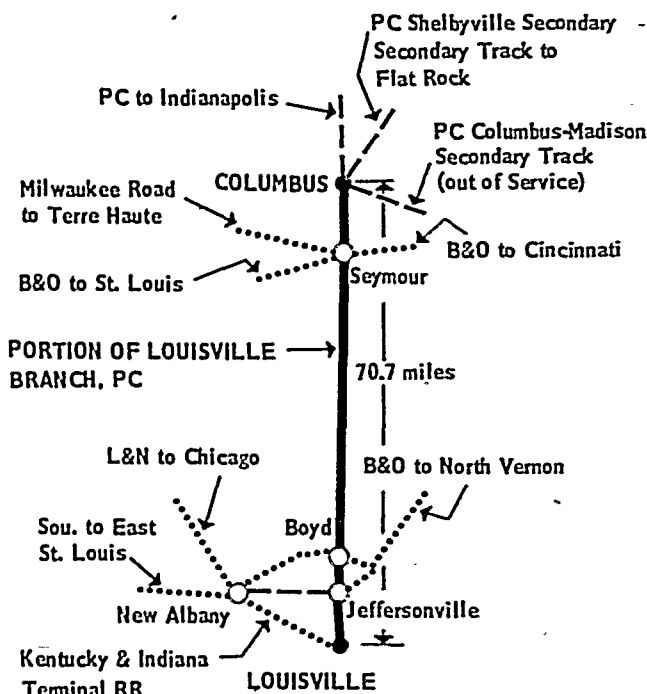 PC Shelbyville Secondary
Secondary Track to
Flat Rock
PC to Indianapolis
PC Columbus-Madison
Secondary Track
(out of Service)
COLUMBUS
Milwaukee Road
to Terre Haute
B&O to Cincinnati
B&O to St. Louis
Seymour
PORTION OF LOUISVILLE
BRANCH, PC
70.7 miles
L&N to Chicago
B&O to North Vernon
Sou. to East
St. Louis
Boyd
New Albany
Jeffersonville
Kentucky & Indiana
Terminal RR
LOUISVILLE